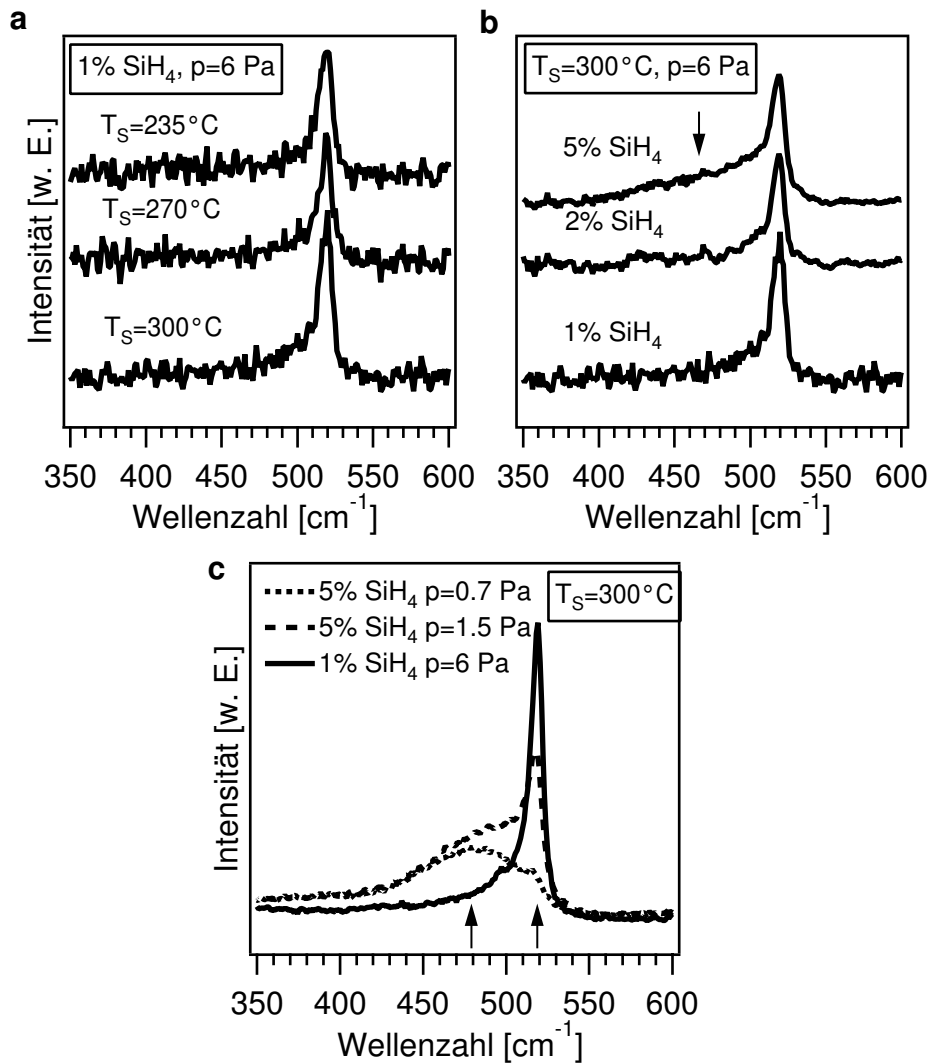 a
1% SiH4, p=6 Pa
TS=235°C
TS=270°C
TS=300°C
Intensität [w. E.]
350 400 450 500 550 600
Wellenzahl [cm-1]
b
TS=300°C, p=6 Pa
5% SiH4
2% SiH4
1% SiH4
350 400 450 500 550 600
Wellenzahl [cm-1]
c
5% SiH4 p=0.7 Pa
5% SiH4 p=1.5 Pa
1% SiH4 p=6 Pa
TS=300°C
Intensität [w. E.]
350 400 450 500 550 600
Wellenzahl [cm-1]